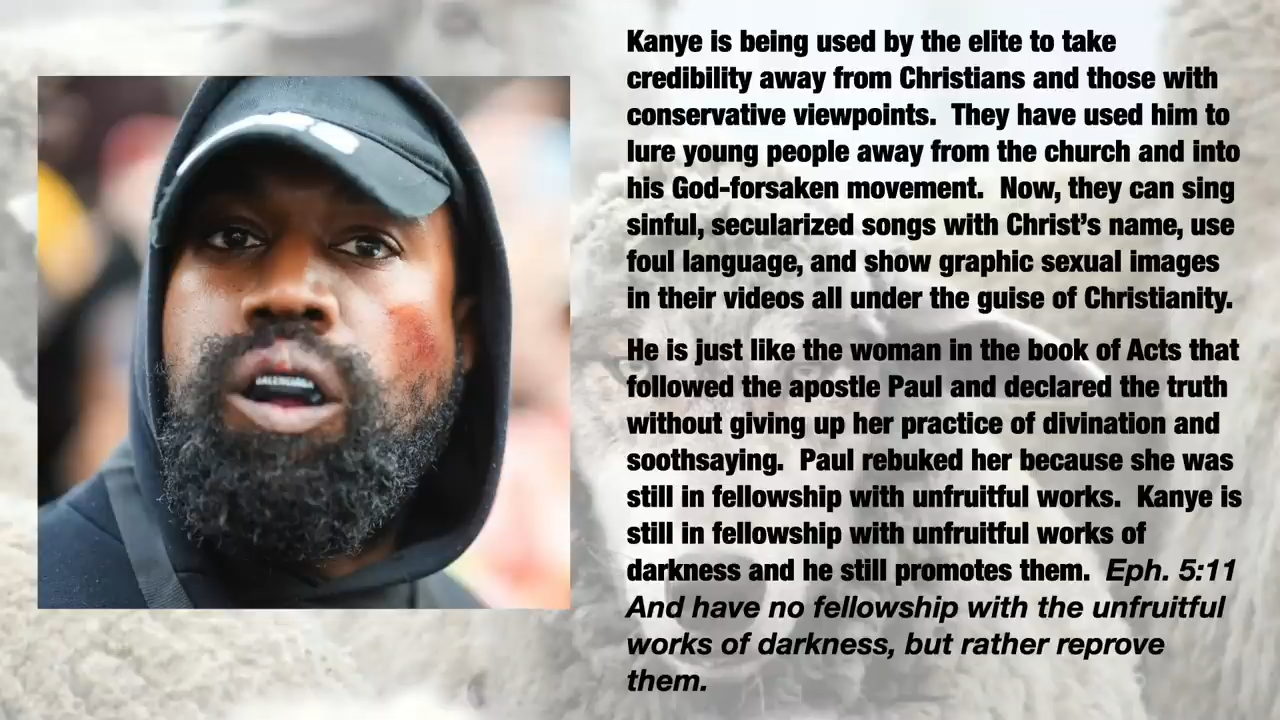 Kanye is being used by the elite to take
credibility away from Christians and those with
conservative viewpoints.  They have used him to
lure young people away from the church and into
his God-forsaken movement.  Now, they can sing
sinful, secularized songs with Christ’s name, use
foul language, and show graphic sexual images
in their videos all under the guise of Christianity.
He is just like the woman in the book of Acts that
followed the apostle Paul and declared the truth
without giving up her practice of divination and
soothsaying.  Paul rebuked her because she was
still in fellowship with unfruitful works.  Kanye is
still in fellowship with unfruitful works of
darkness and he still promotes them.  Eph. 5:11
And have no fellowship with the unfruitful
works of darkness, but rather reprove
them.